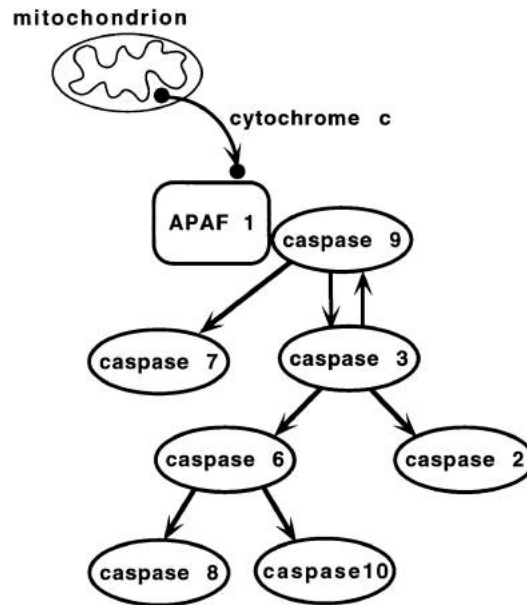 mitochondrion
cytochrome c
APAF 1
caspase 9
caspase 7
caspase 3
caspase 6
caspase 2
caspase 8
caspase10